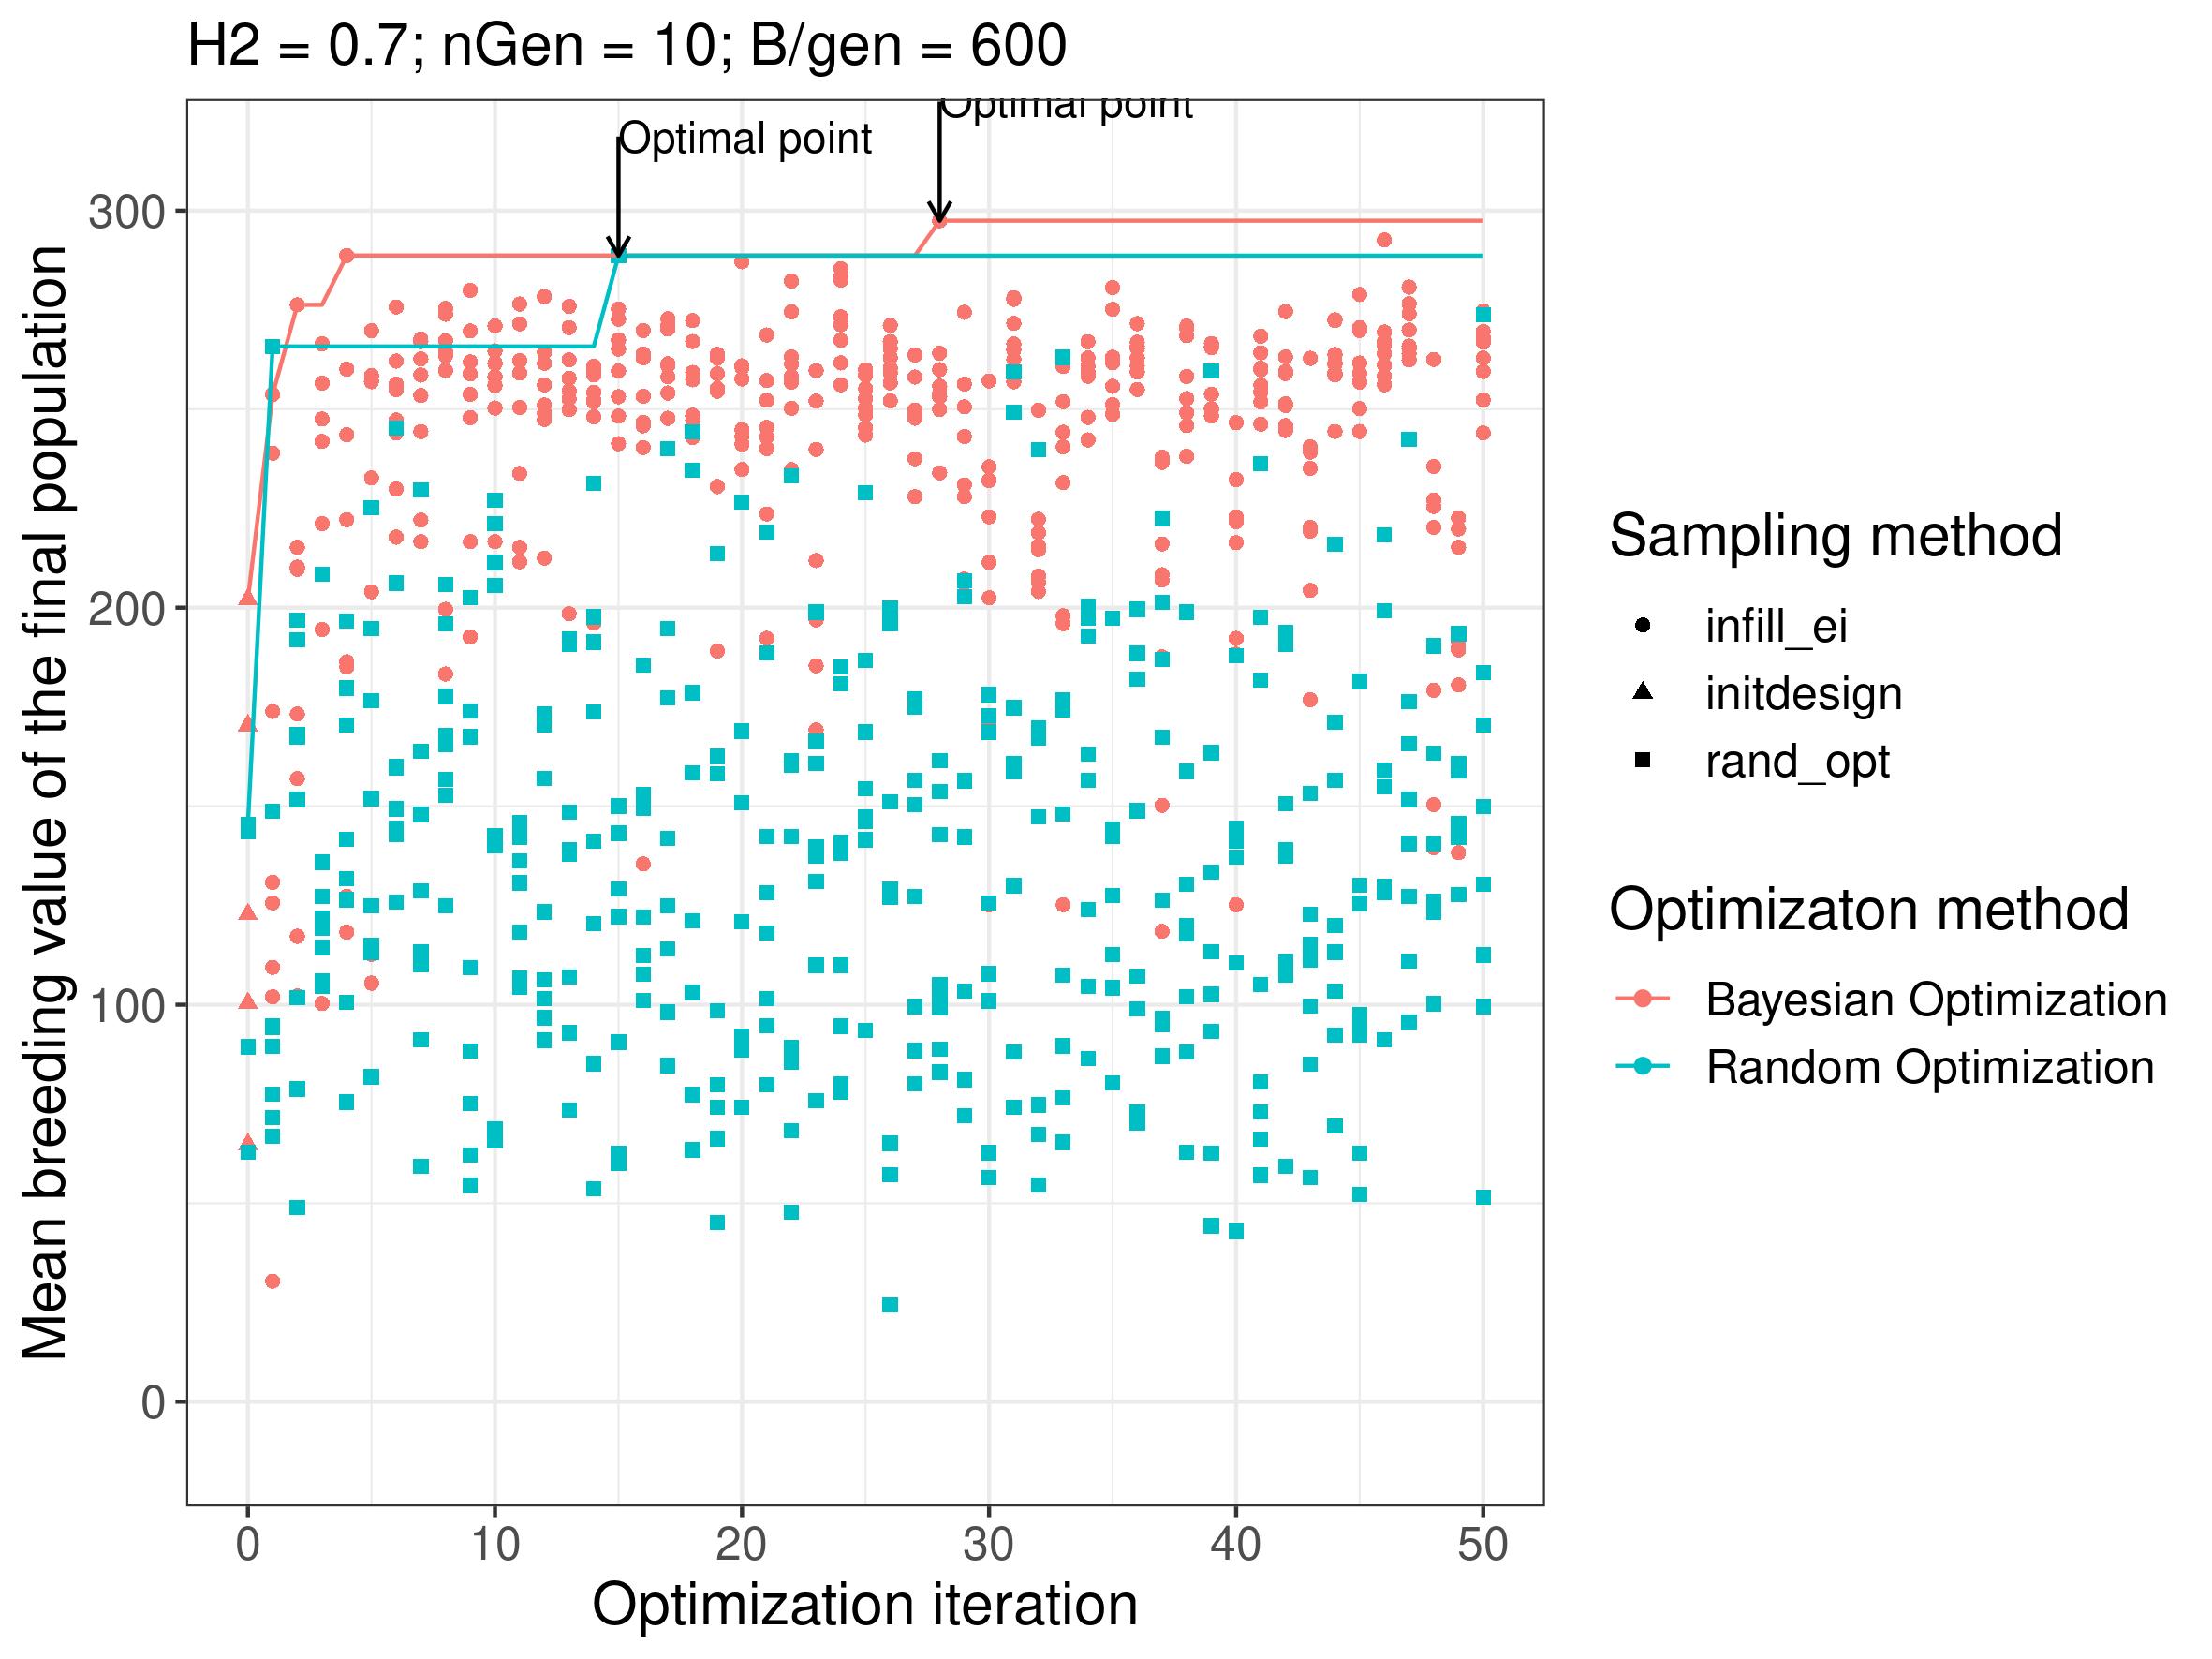 H2 = 0.7; nGen = 10; B/gen = 600
Optimal point
Optimal point
Mean breeding value of the final population
300
200
100
0
0 10 20 30 40 50
Optimization iteration
Sampling method
infill_ei
initdesign
rand_opt
Optimizaton method
Bayesian Optimization
Random Optimization